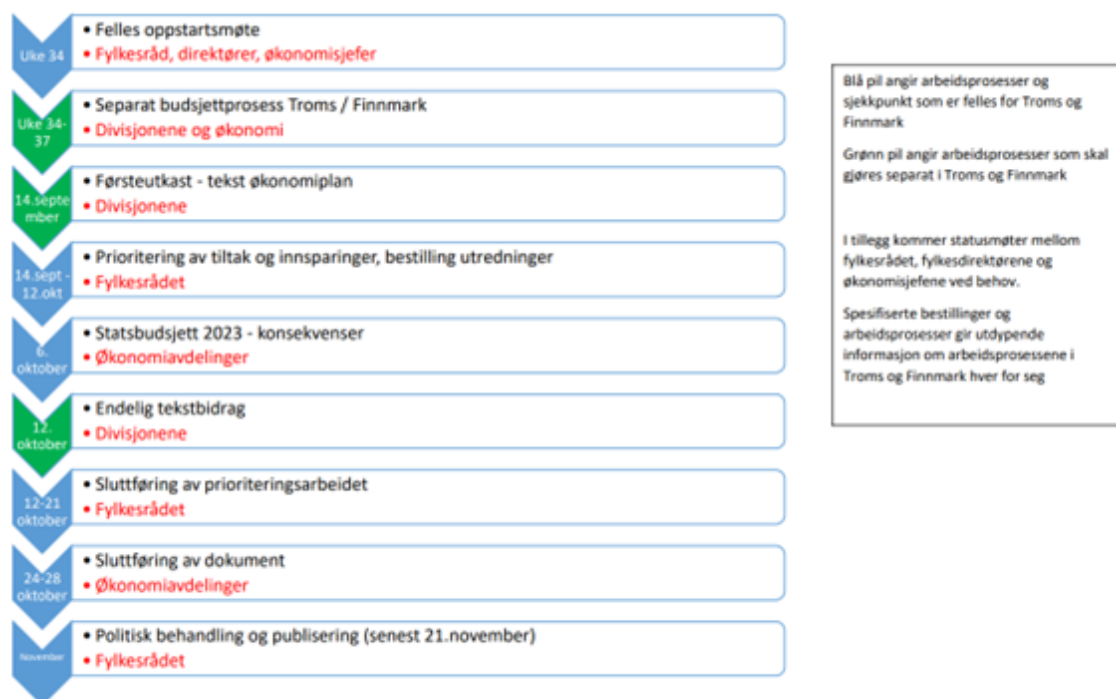 Uke 34
• Felles oppstartsmøte
• Fylkesråd, direktører, økonomisjefer
Uke 34-
37
• Separat budsjettprosess Troms / Finnmark
• Divisjonene og økonomi
14.septe
mber
• Førsteutkast - tekst økonomiplan
• Divisjonene
14.sept -
12.okt
• Prioritering av tiltak og innsparinger, bestilling utredninger
• Fylkesrådet
6.
oktober
• Statsbudsjett 2023 - konsekvenser
• Økonomiavdelinger
12.
oktober
• Endelig tekstbidrag
• Divisjonene
12-21
oktober
• Sluttføring av prioriteringsarbeidet
• Fylkesrådet
24-28
oktober
• Sluttføring av dokument
• Økonomiavdelinger
November
• Politisk behandling og publisering (senest 21.november)
• Fylkesrådet
Blå pil angir arbeidsprosesser og
sjekkpunkt som er felles for Troms og
Finnmark
Grønn pil angir arbeidsprosesser som skal
gjøres separat i Troms og Finnmark
I tillegg kommer statusmøter mellom
fylkesrådet, fylkesdirektørene og
økonomisjefene ved behov.
Spesifiserte bestillinger og
arbeidsprosesser gir utdypende
informasjon om arbeidsprosessene i
Troms og Finnmark hver for seg